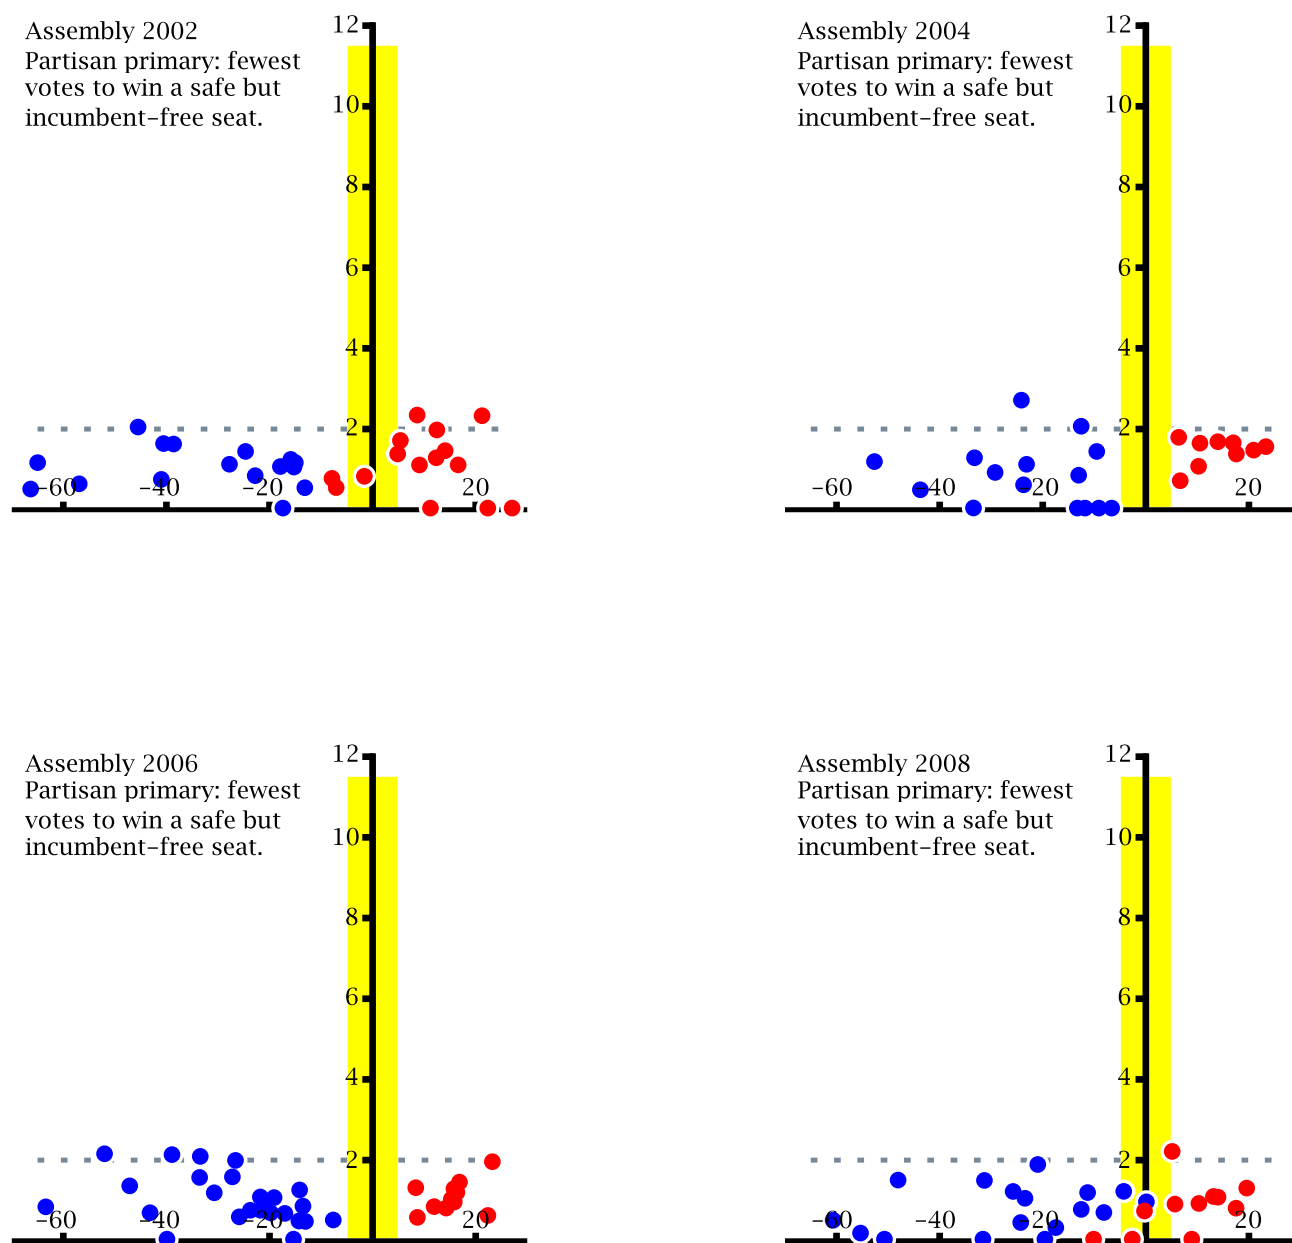 Assembly 2002
Partisan primary: fewest
votes to win a safe but
incumbent–free seat.
12
10
8
6
4
2
–60
–40
–20
20
Assembly 2004
Partisan primary: fewest
votes to win a safe but
incumbent–free seat.
12
10
8
6
4
2
–60
–40
–20
20
Assembly 2006
Partisan primary: fewest
votes to win a safe but
incumbent–free seat.
12
10
8
6
4
2
–60
–40
–20
20
Assembly 2008
Partisan primary: fewest
votes to win a safe but
incumbent–free seat.
12
10
8
6
4
2
–60
–40
–20
20